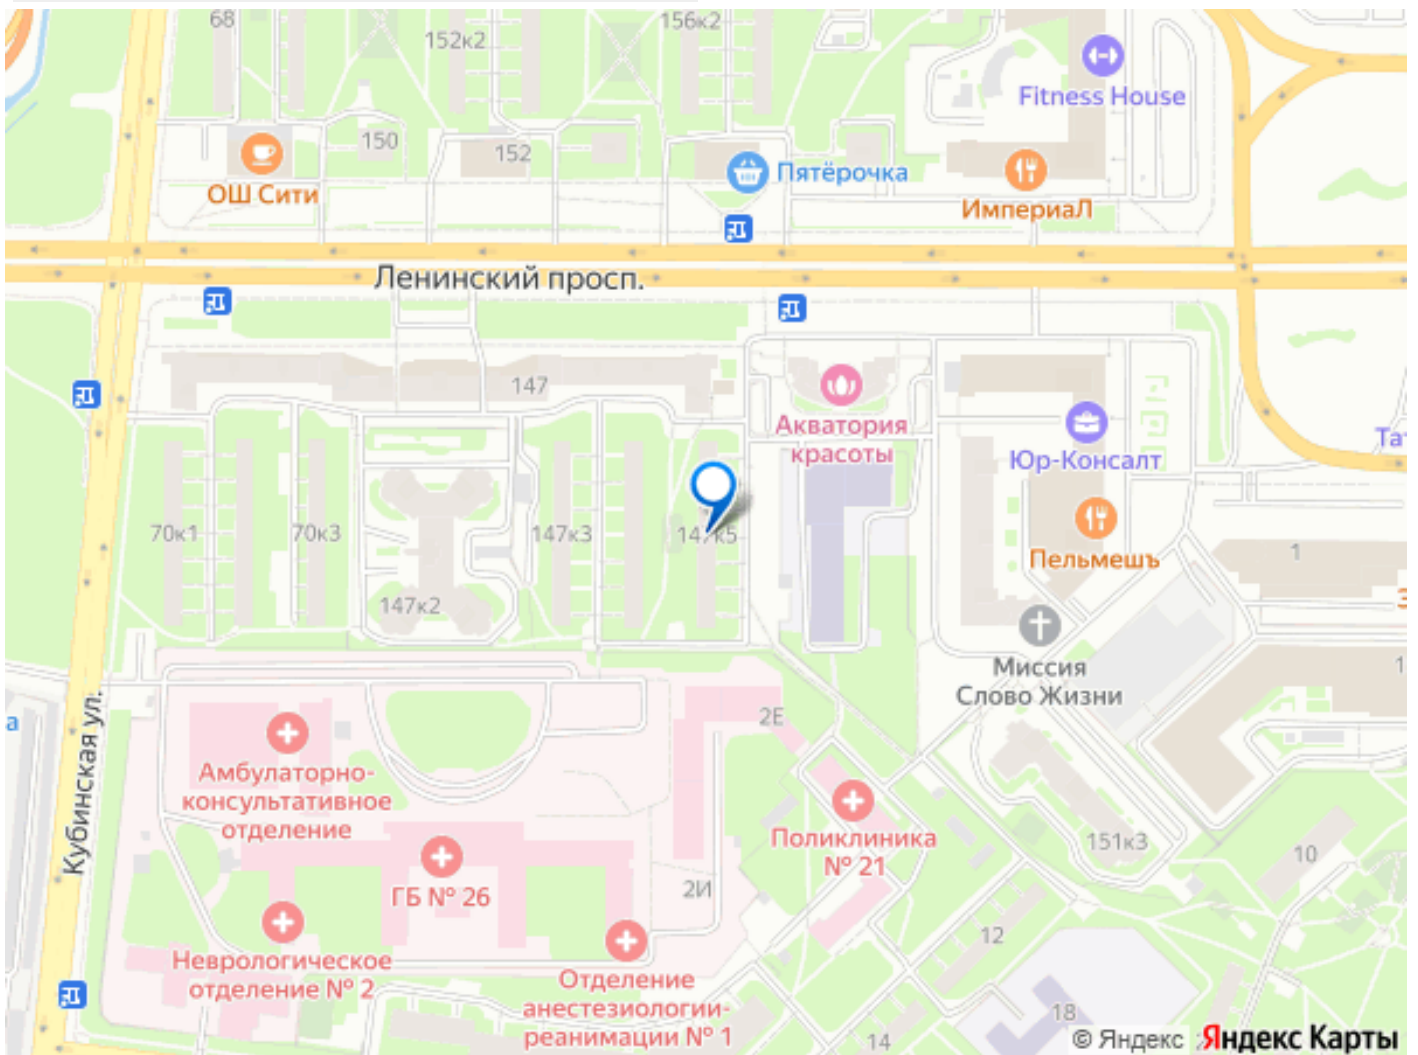 68
152к2
156к2
Fitness House
150
152
Пятёрочка
ОШ Сити
ИмпериаЛ
Ленинский просп.
147
Акватория
красоты
Юр-Консалт
70к1
70к3
147к3
147к5
Пельмешъ
1
147к2
Миссия
Слово Жизни
2Е
Кубинская ул.
Амбулаторно-
консультативное
отделение
Поликлиника
№ 21
151к3
10
ГБ № 26
2И
12
Неврологическое
отделение № 2
Отделение
анестезиологии-
реанимации № 1
14
18
© Яндекс Яндекс Карты